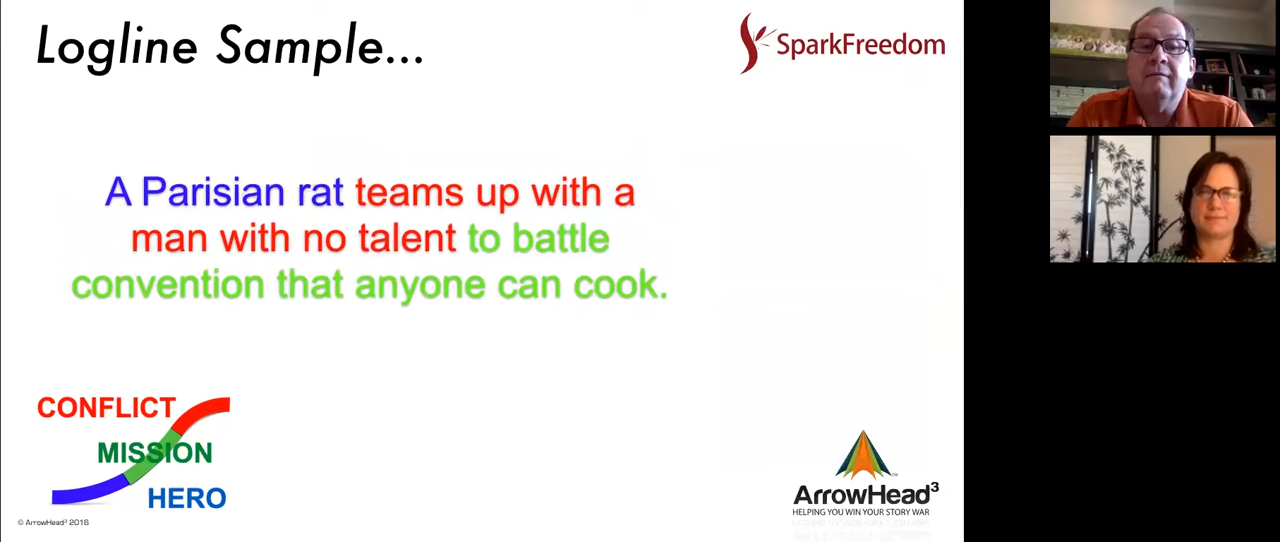 Logline Sample...
SparkFreedom
A Parisian rat teams up with a
man with no talent to battle
convention that anyone can cook.
CONFLICT
MISSION
HERO
ArrowHead³
HELPING YOU WIN YOUR STORY WAR
© ArrowHead³ 2018